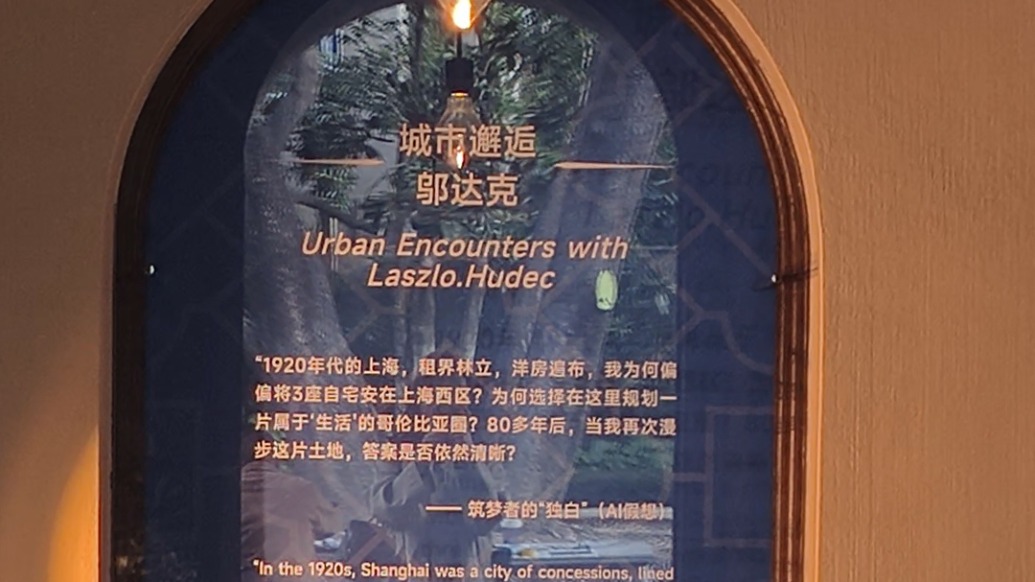 城市邂逅
邬达克
Urban Encounters with
Laszlo.Hudec
“1920年代的上海，租界林立，洋房遍布，我为何偏
偏将3座自宅安在上海西区？为何选择在这里规划一
片属于‘生活’的哥伦比亚圈？80多年后，当我再次漫
步这片土地，答案是否依然清晰？
—— 筑梦者的“独白”（AI假想）
“In the 1920s, Shanghai was a city of concessions, lined